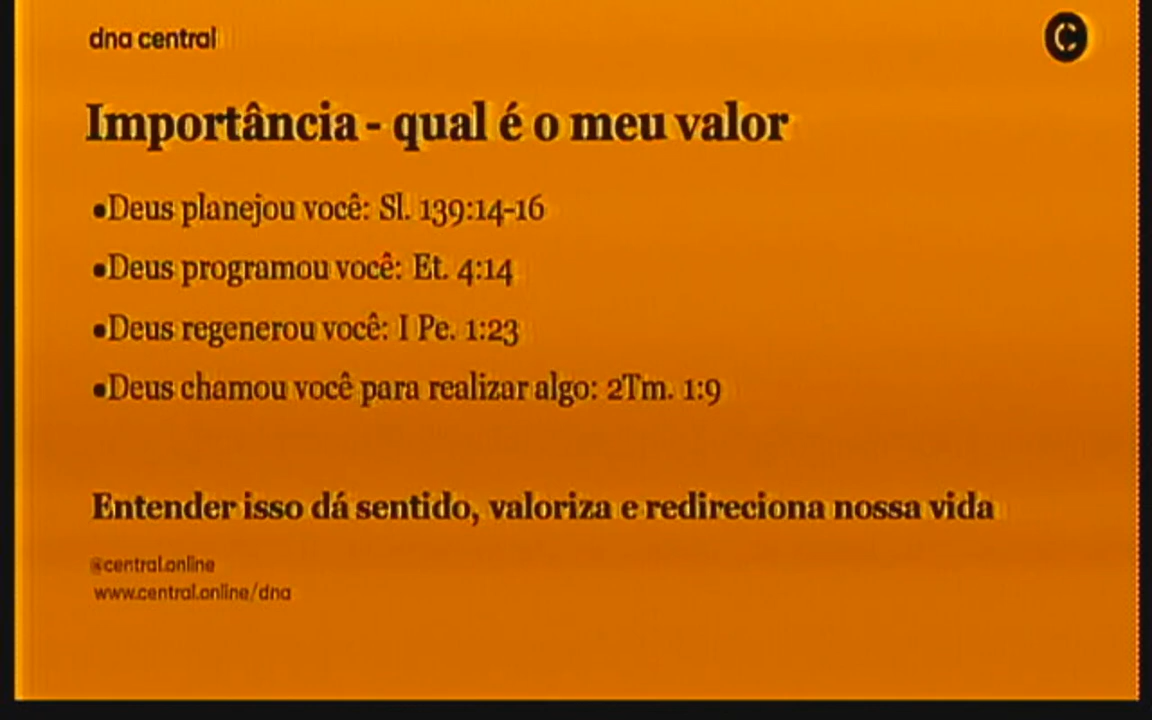 dna central
C
Importância - qual é o meu valor
•Deus planejou você: Sl. 139:14-16
•Deus programou você: Et. 4:14
•Deus regenerou você: I Pe. 1:23
•Deus chamou você para realizar algo: 2Tm. 1:9
Entender isso dá sentido, valoriza e redireciona nossa vida
@central.online
www.central.online/dna